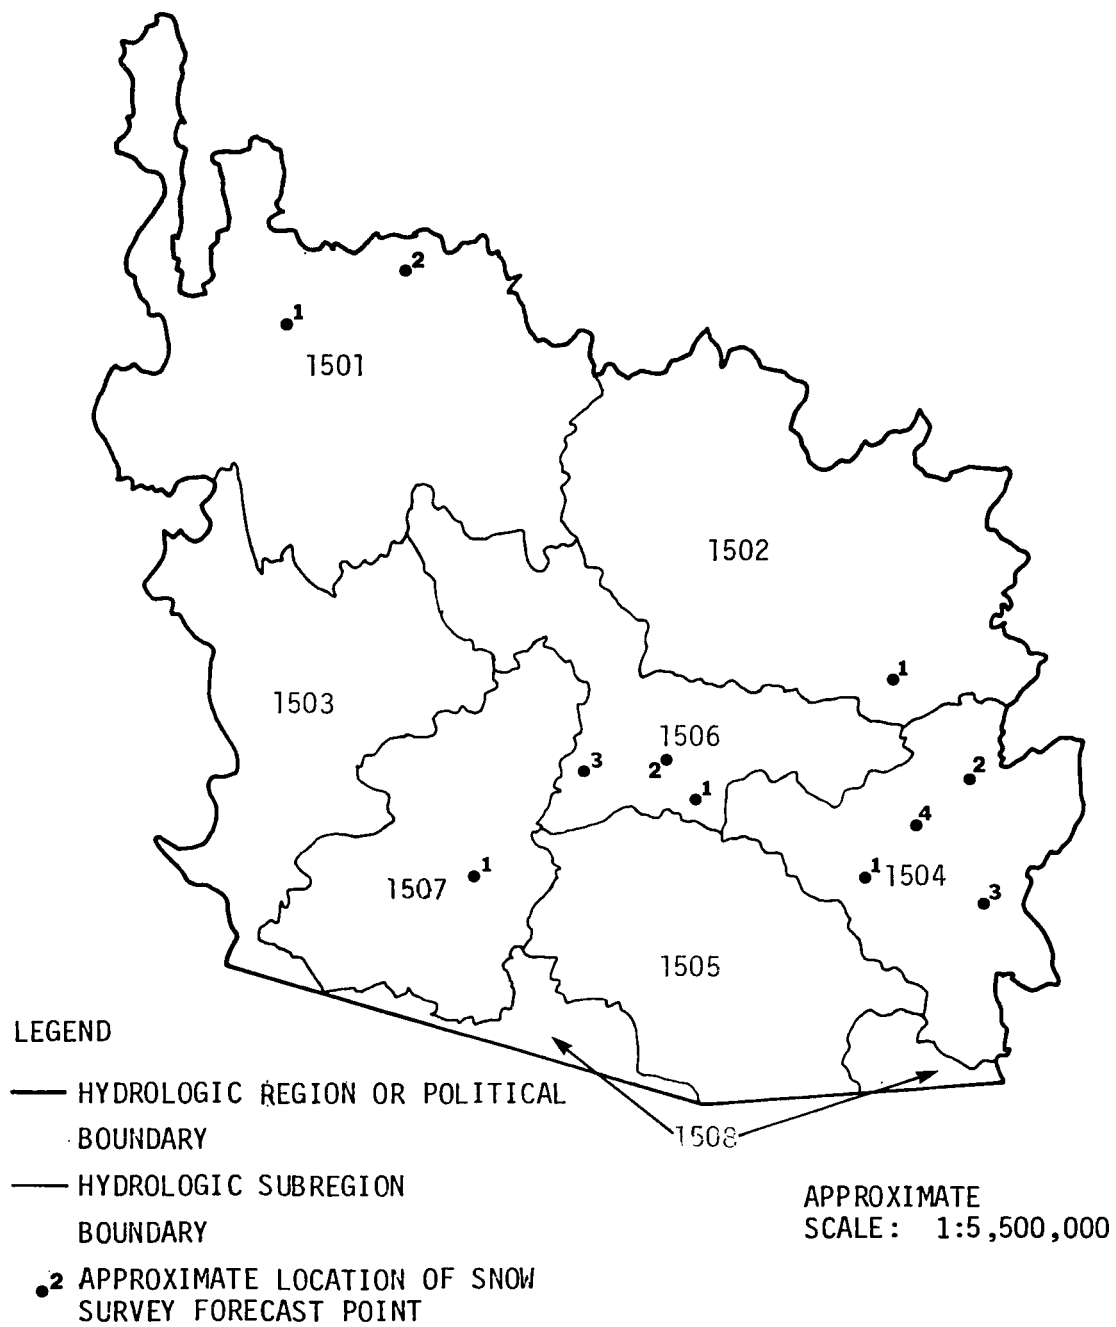 2
1
1501
1502
1
1503
1506
3
2
1
2
4
1
1504
3
1
1507
1505
1508
LEGEND
HYDROLOGIC REGION OR POLITICAL
BOUNDARY
HYDROLOGIC SUBREGION
BOUNDARY
2 APPROXIMATE LOCATION OF SNOW
SURVEY FORECAST POINT
APPROXIMATE
SCALE: 1:5,500,000